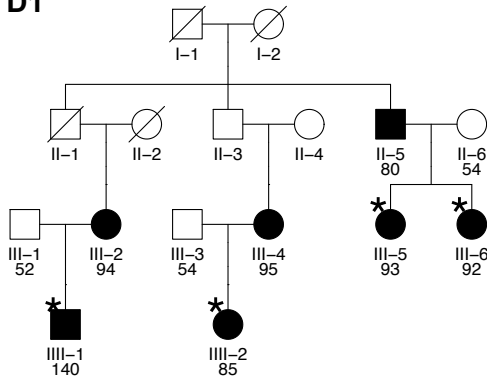 D1
I-1 I-2
II-1 II-2 II-3 II-4 II-5 II-6
80 54
* *
III-1 III-2 III-3 III-4 III-5 III-6
52 94 54 95 93 92
* *
IIII-1 IIII-2
140 85